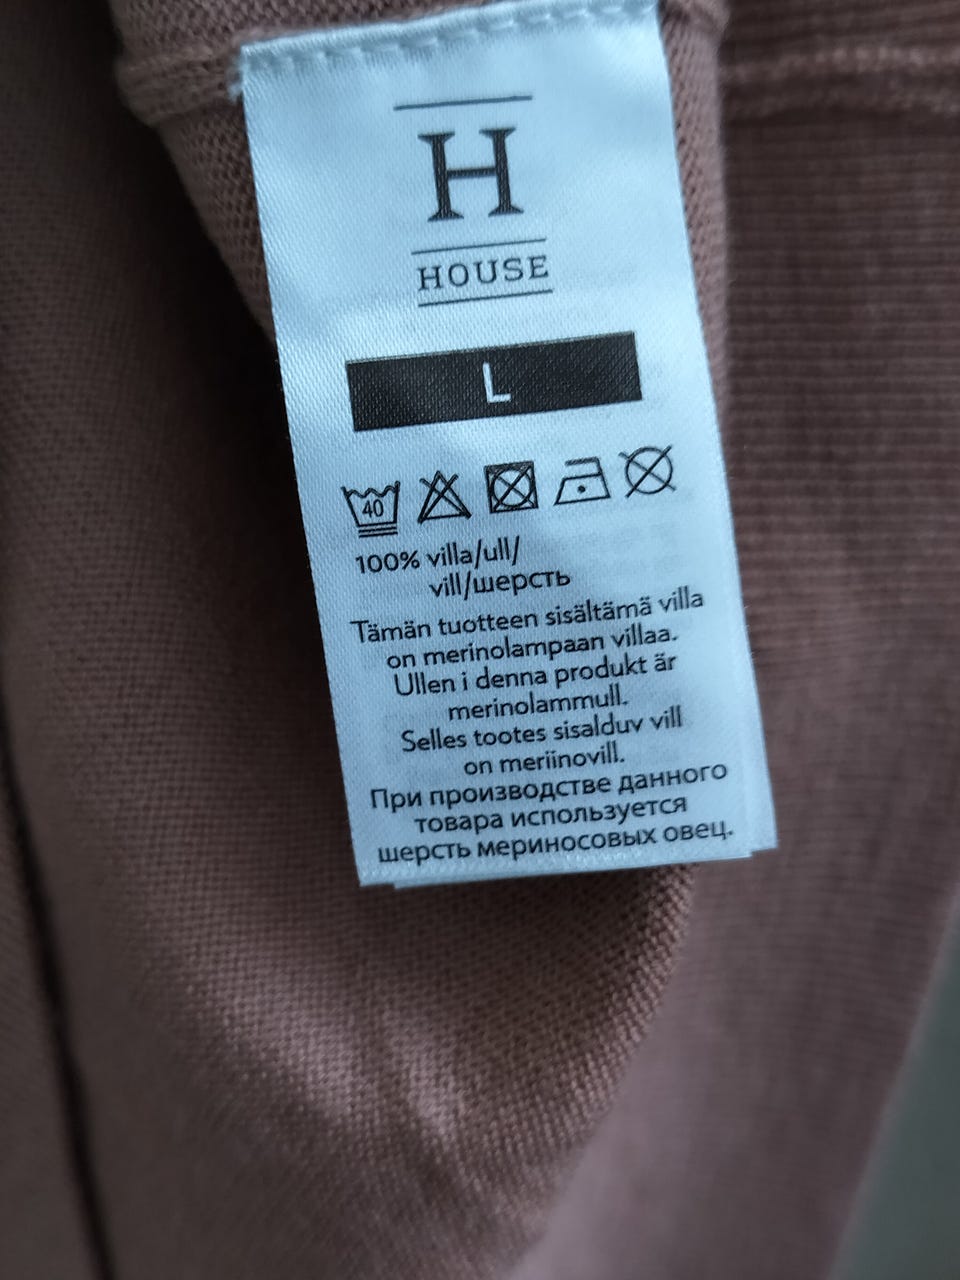 H
HOUSE
L
40
100% villa/ull/
vill/шерсть
Tämän tuotteen sisältämä villa
on merinolampaan villaa.
Ullen i denna produkt är
merinolammull.
Selles tootes sisalduv vill
on meriinovill.
При производстве данного
товара используется
шерсть мериносовых овец.